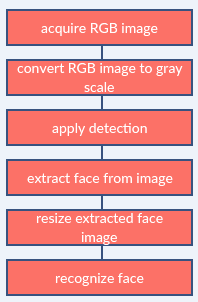 acquire RGB image
convert RGB image to gray
scale
apply detection
extract face from image
resize extracted face
image
recognize face